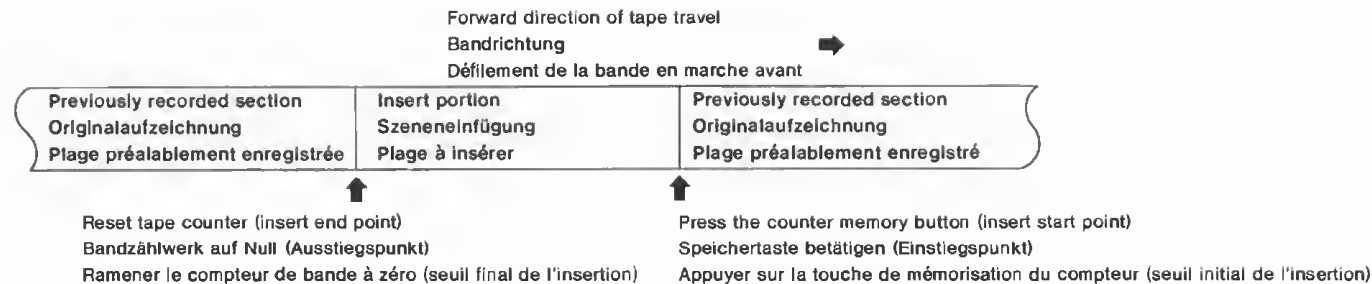 Forward direction of tape travel
Bandrichtung
Défilement de la bande en marche avant
Previously recorded section
Originalaufzeichnung
Plage préalablement enregistrée
Insert portion
Szeneneinfügung
Plage à insérer
Previously recorded section
Originalaufzeichnung
Plage préalablement enregistré
Reset tape counter (insert end point)
Bandzählwerk auf Null (Ausstiegspunkt)
Ramener le compteur de bande à zéro (seuil final de l'insertion)
Press the counter memory button (insert start point)
Speichertaste betätigen (Einstiegspunkt)
Appuyer sur la touche de mémorisation du compteur (seuil initial de l'insertion)